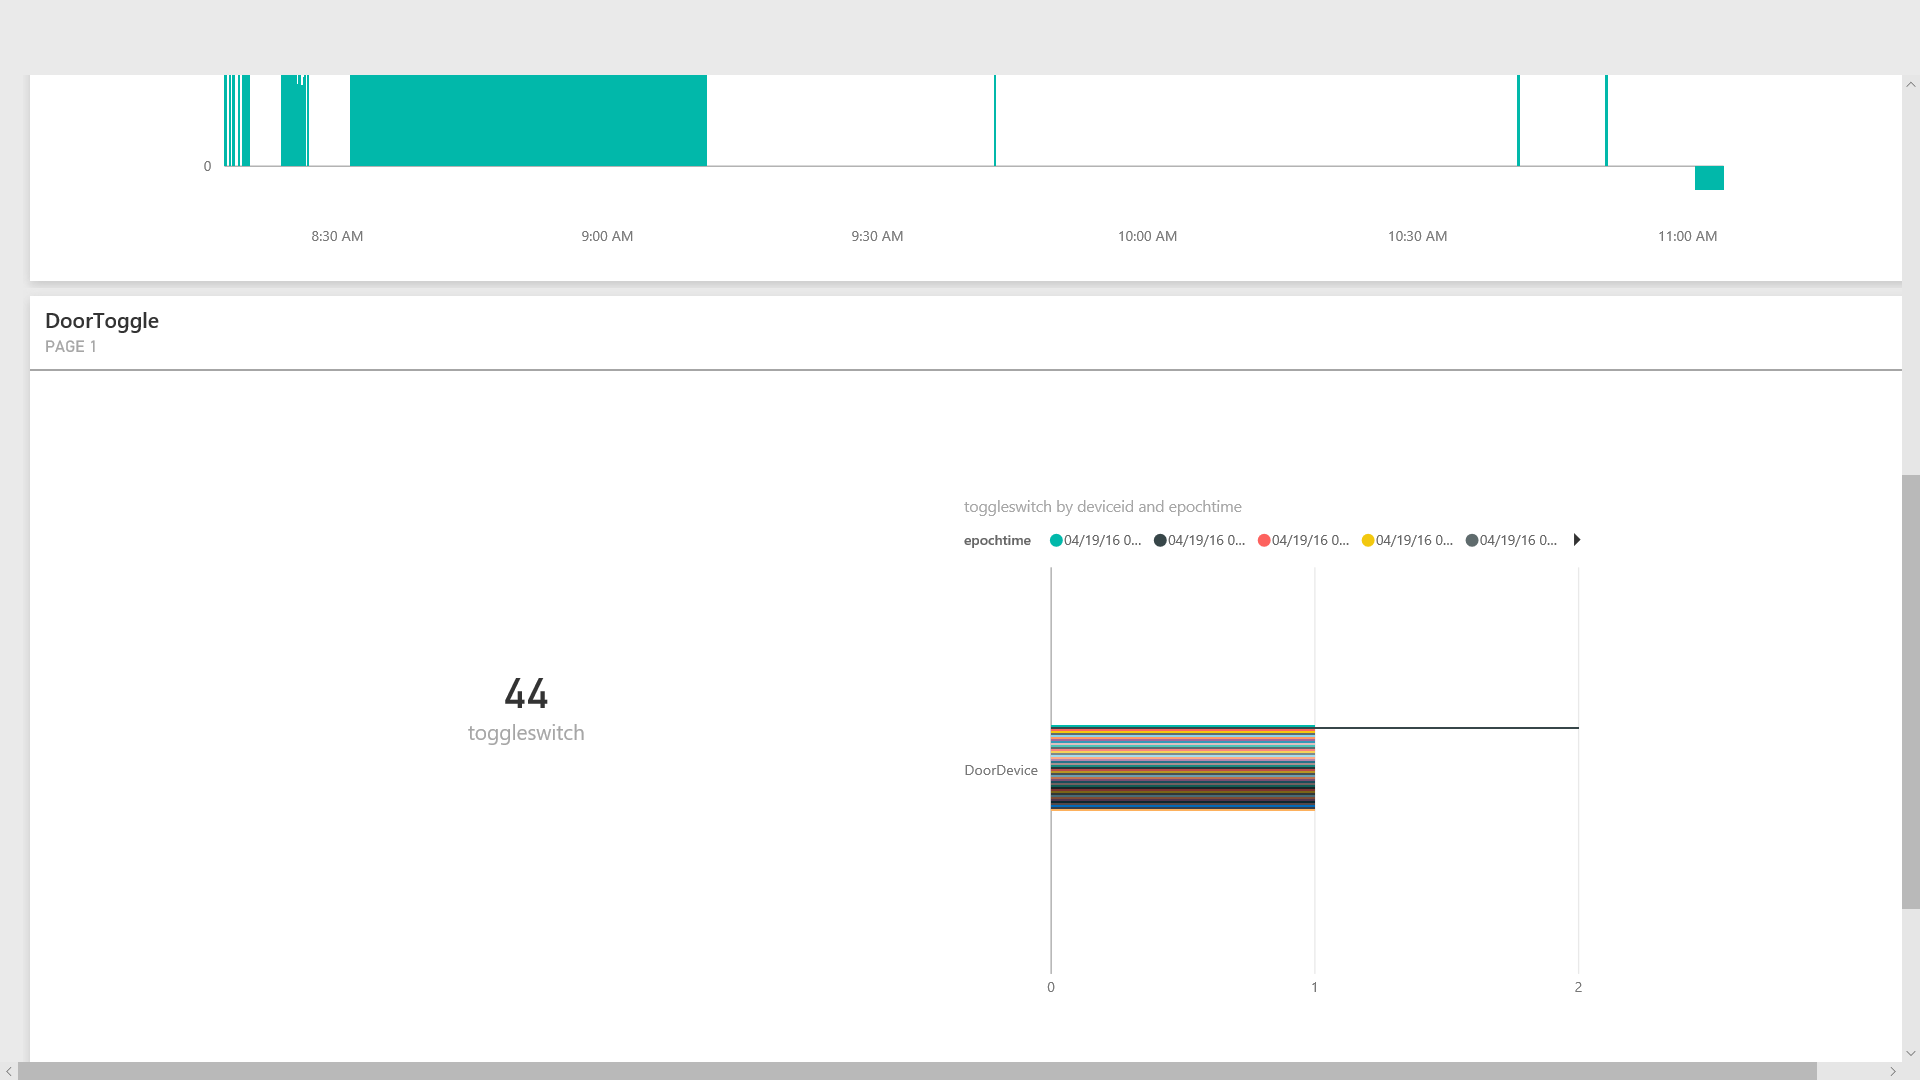 0
8:30 AM 9:00 AM 9:30 AM 10:00 AM 10:30 AM 11:00 AM
DoorToggle
PAGE 1
toggleswitch by deviceid and epochtime
epochtime 04/19/16 0... 04/19/16 0... 04/19/16 0... 04/19/16 0... 04/19/16 0...
44
toggleswitch
DoorDevice
0 1 2